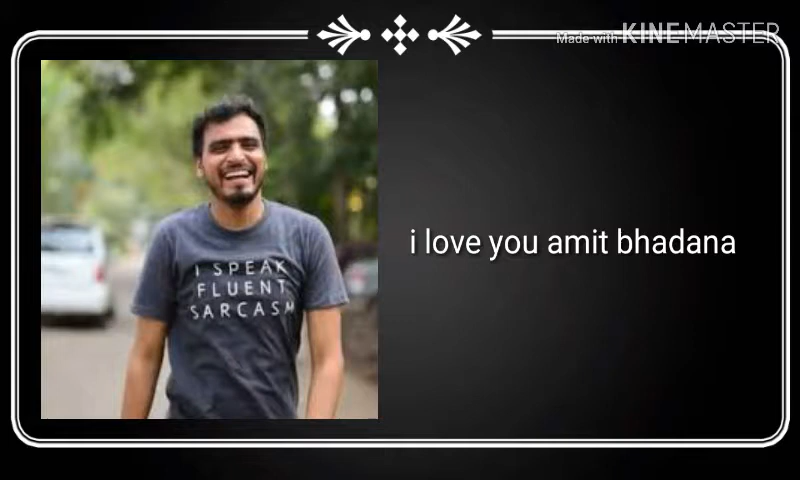 Made with KINEMASTER
I SPEAK
FLUENT
SARCASM
i love you amit bhadana